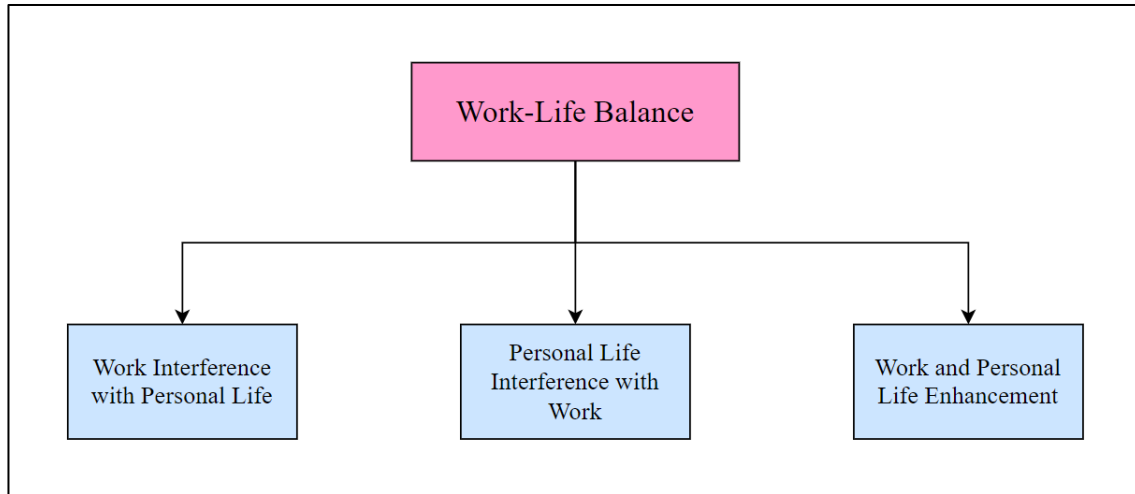 Work-Life Balance
Work Interference
with Personal Life
Personal Life
Interference with
Work
Work and Personal
Life Enhancement